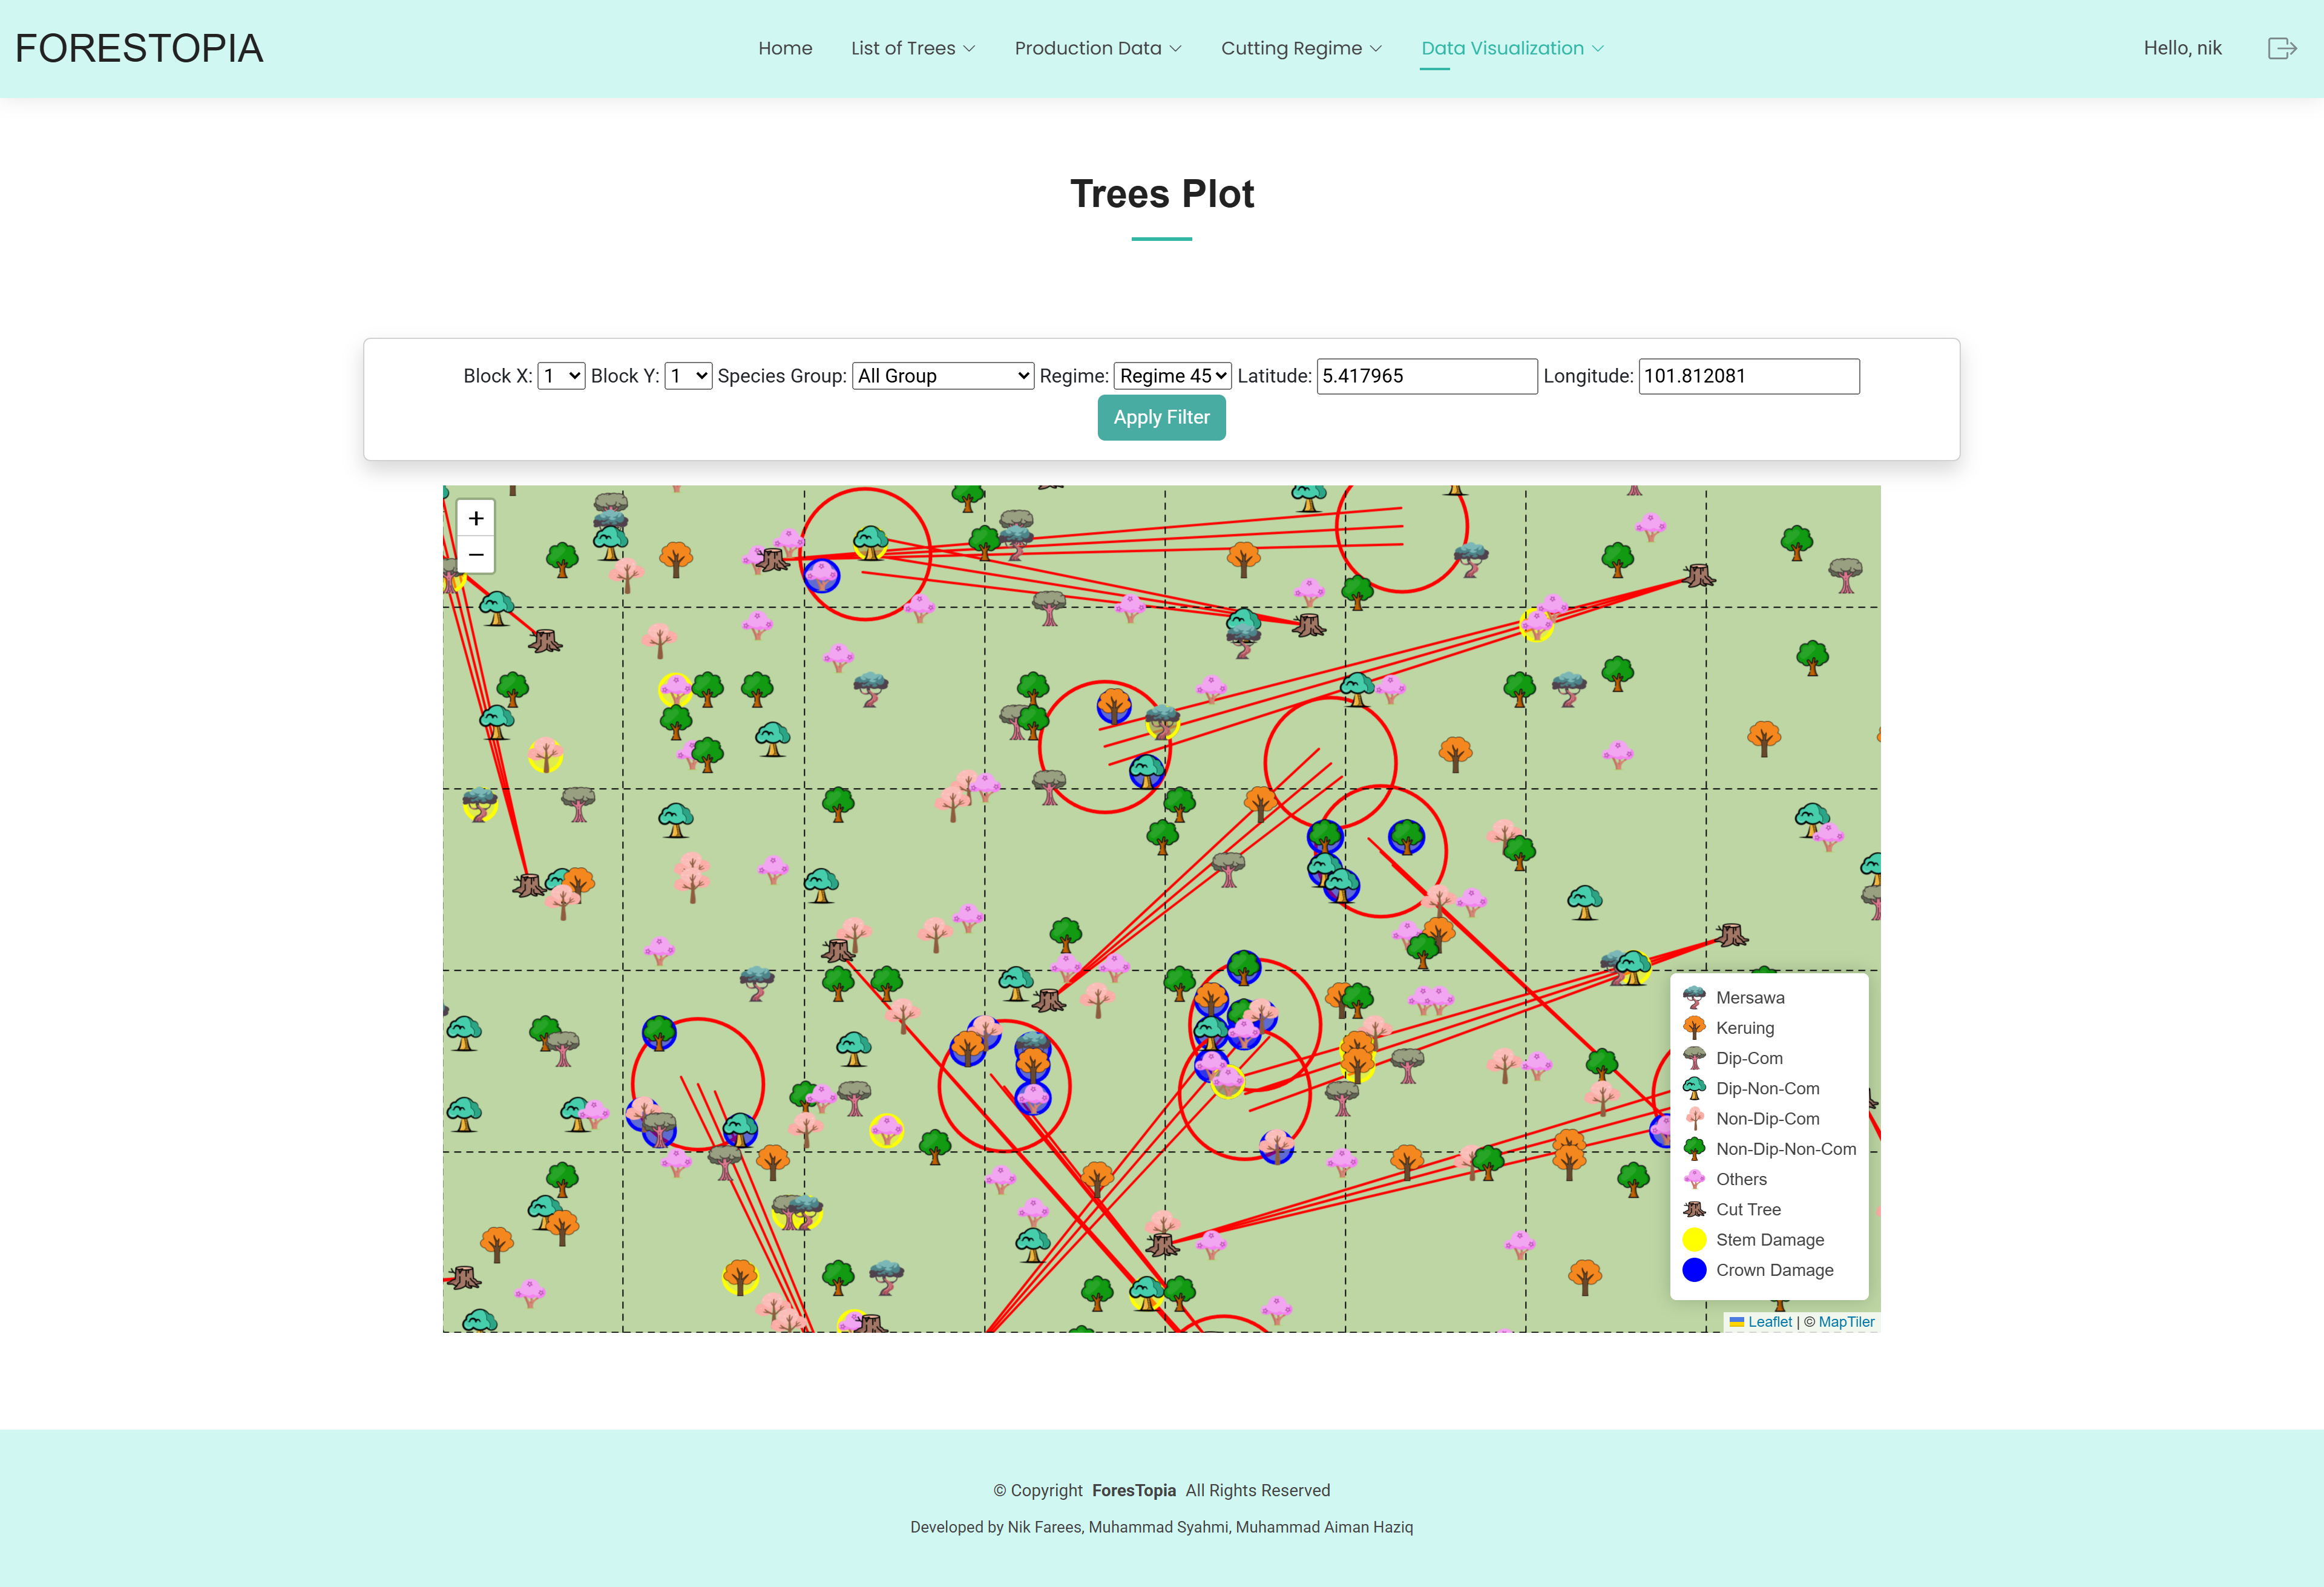 FORESTOPIA
Home List of Trees Production Data Cutting Regime Data Visualization
Hello, nik
Trees Plot
Block X: 1 Block Y: 1 Species Group: All Group Regime: Regime 45 Latitude: 5.417965 Longitude: 101.812081
Apply Filter
+
−
Mersawa
Keruing
Dip-Com
Dip-Non-Com
Non-Dip-Com
Non-Dip-Non-Com
Others
Cut Tree
Stem Damage
Crown Damage
Leaflet | © MapTiler
© Copyright ForesTopia All Rights Reserved
Developed by Nik Farees, Muhammad Syahmi, Muhammad Aiman Haziq